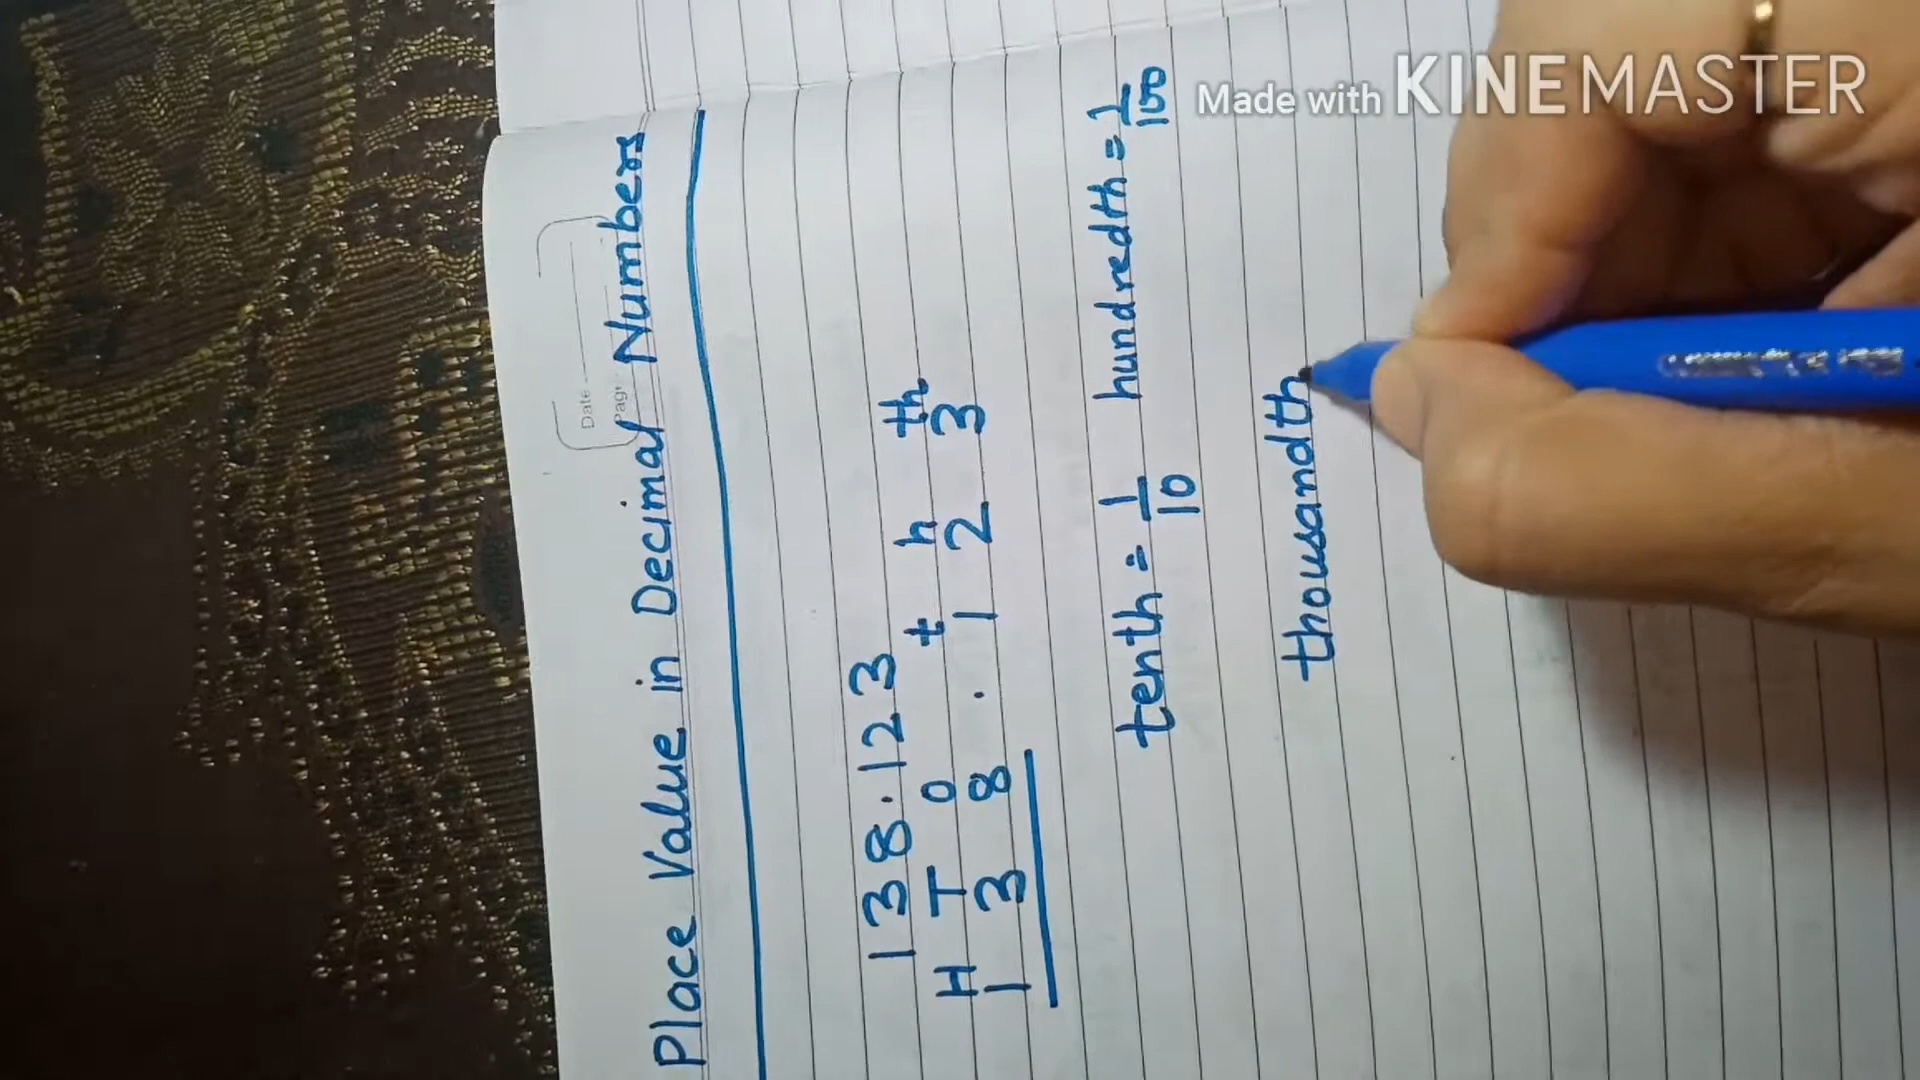 Made with KINEMASTER
Date
Pag
Place Value in Decimal Numbers
138.123
H T O t h th
1 3 8 . 1 2 3
tenth = 1/10 hundredth = 1/100
thousandth